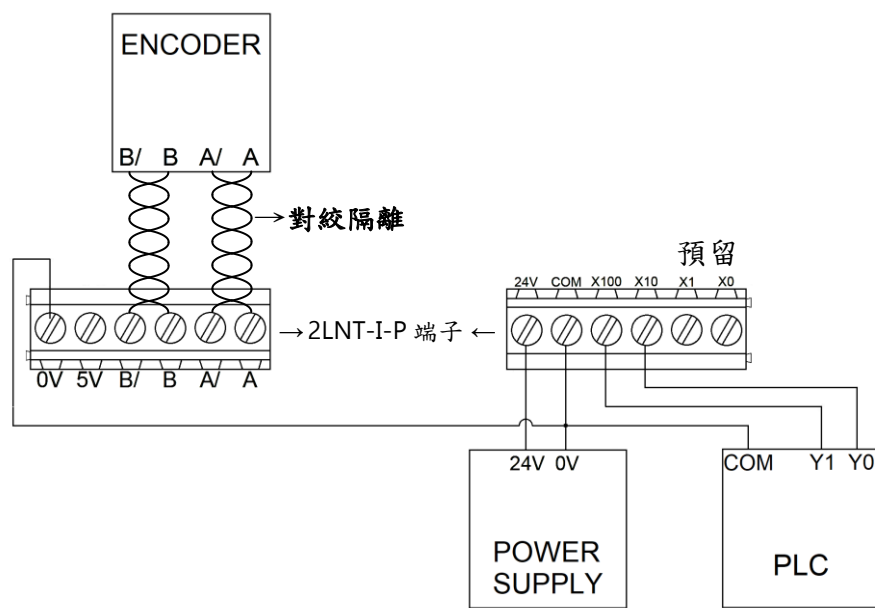 ENCODER
B/ B A/ A
→對絞隔離
預留
24V COM X100 X10 X1 X0
→2LNT-I-P 端子←
0V 5V B/ B A/ A
24V 0V
COM Y1 Y0
POWER
SUPPLY
PLC